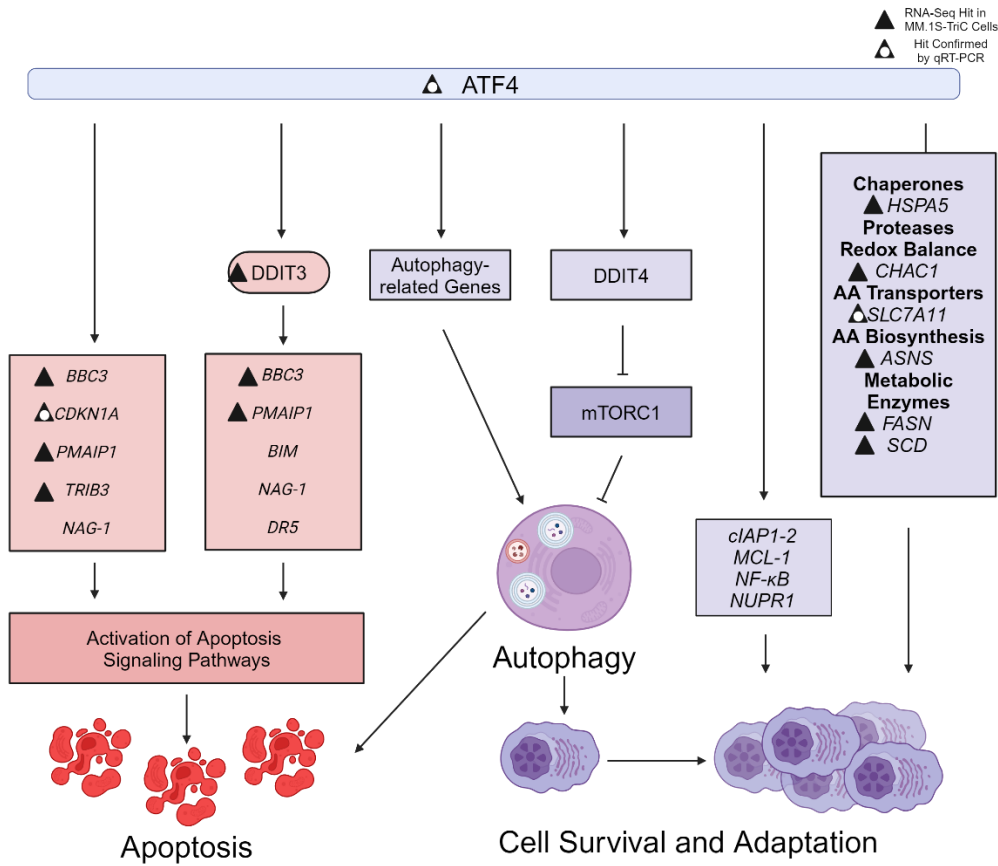 RNA-Seq Hit in
MM.1S-TriC Cells
Hit Confirmed
by qRT-PCR
ATF4
DDIT3
Autophagy-
related Genes
DDIT4
mTORC1
Chaperones
HSPA5
Proteases
Redox Balance
CHAC1
AA Transporters
SLC7A11
AA Biosynthesis
ASNS
Metabolic
Enzymes
FASN
SCD
BBC3
CDKN1A
PMAIP1
TRIB3
NAG-1
BBC3
PMAIP1
BIM
NAG-1
DR5
cIAP1-2
MCL-1
NF-κB
NUPR1
Activation of Apoptosis
Signaling Pathways
Autophagy
Apoptosis
Cell Survival and Adaptation